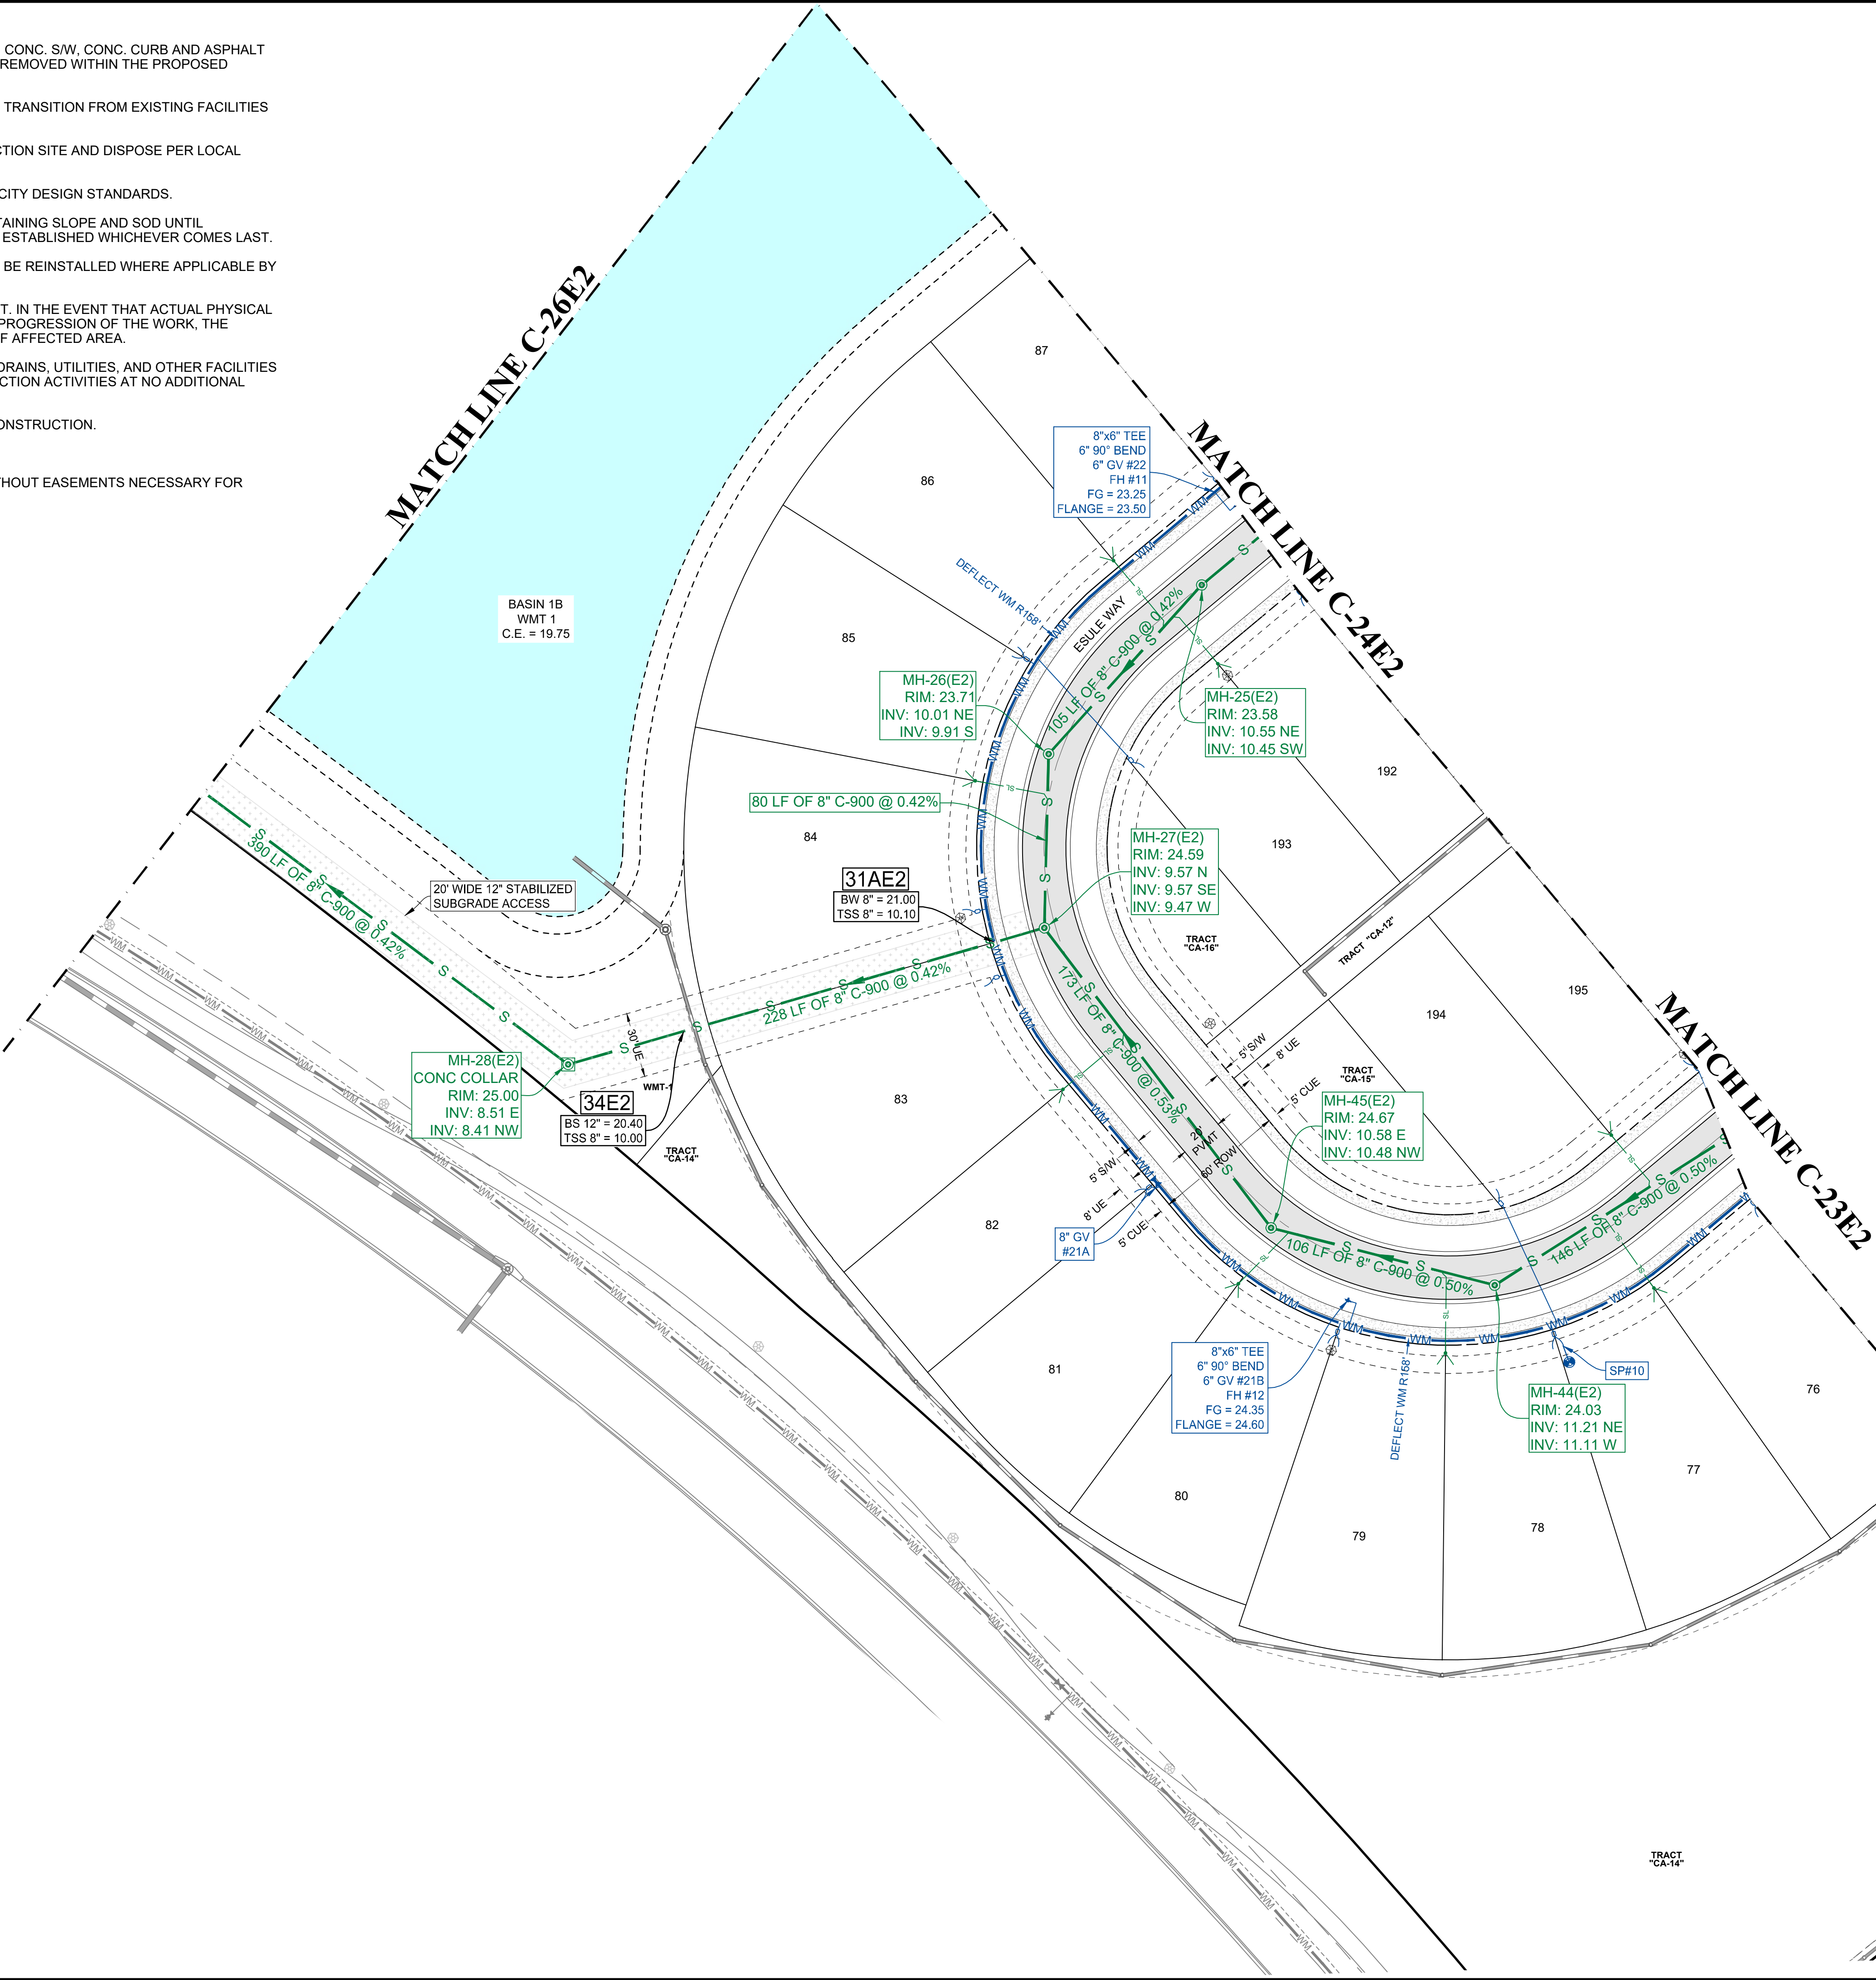 CONC. S/W, CONC. CURB AND ASPHALT
REMOVED WITHIN THE PROPOSED
TRANSITION FROM EXISTING FACILITIES
CTION SITE AND DISPOSE PER LOCAL
CITY DESIGN STANDARDS.
TAINING SLOPE AND SOD UNTIL
ESTABLISHED WHICHEVER COMES LAST.
BE REINSTALLED WHERE APPLICABLE BY
T. IN THE EVENT THAT ACTUAL PHYSICAL
PROGRESSION OF THE WORK, THE
F AFFECTED AREA.
DRAINS, UTILITIES, AND OTHER FACILITIES
CTION ACTIVITIES AT NO ADDITIONAL
ONSTRUCTION.
THOUT EASEMENTS NECESSARY FOR
MATCH LINE C-26E2
MATCH LINE C-24E2
MATCH LINE C-23E2
BASIN 1B
WMT 1
C.E. = 19.75
87
86
85
84
83
82
81
80
79
78
77
76
192
193
194
195
8"x6" TEE
6" 90° BEND
6" GV #22
FH #11
FG = 23.25
FLANGE = 23.50
DEFLECT WM R158'
ESULE WAY
105 LF OF 8" C-900 @ 0.42%
MH-26(E2)
RIM: 23.71
INV: 10.01 NE
INV: 9.91 S
MH-25(E2)
RIM: 23.58
INV: 10.55 NE
INV: 10.45 SW
80 LF OF 8" C-900 @ 0.42%
MH-27(E2)
RIM: 24.59
INV: 9.57 N
INV: 9.57 SE
INV: 9.47 W
31AE2
BW 8" = 21.00
TSS 8" = 10.10
20' WIDE 12" STABILIZED
SUBGRADE ACCESS
390 LF OF 8" C-900 @ 0.42%
228 LF OF 8" C-900 @ 0.42%
30' UE
WMT-1
MH-28(E2)
CONC COLLAR
RIM: 25.00
INV: 8.51 E
INV: 8.41 NW
34E2
BS 12" = 20.40
TSS 8" = 10.00
TRACT
"CA-14"
TRACT
"CA-16"
TRACT "CA-12"
TRACT
"CA-15"
173 LF OF 8" C-900 @ 0.53%
5' S/W
8' UE
5' CUE
20'
PVMT
60' ROW
5' S/W
8' UE
5' CUE
MH-45(E2)
RIM: 24.67
INV: 10.58 E
INV: 10.48 NW
8" GV
#21A
106 LF OF 8" C-900 @ 0.50%
146 LF OF 8" C-900 @ 0.50%
8"x6" TEE
6" 90° BEND
6" GV #21B
FH #12
FG = 24.35
FLANGE = 24.60
DEFLECT WM R158'
SP#10
MH-44(E2)
RIM: 24.03
INV: 11.21 NE
INV: 11.11 W
TRACT
"CA-14"